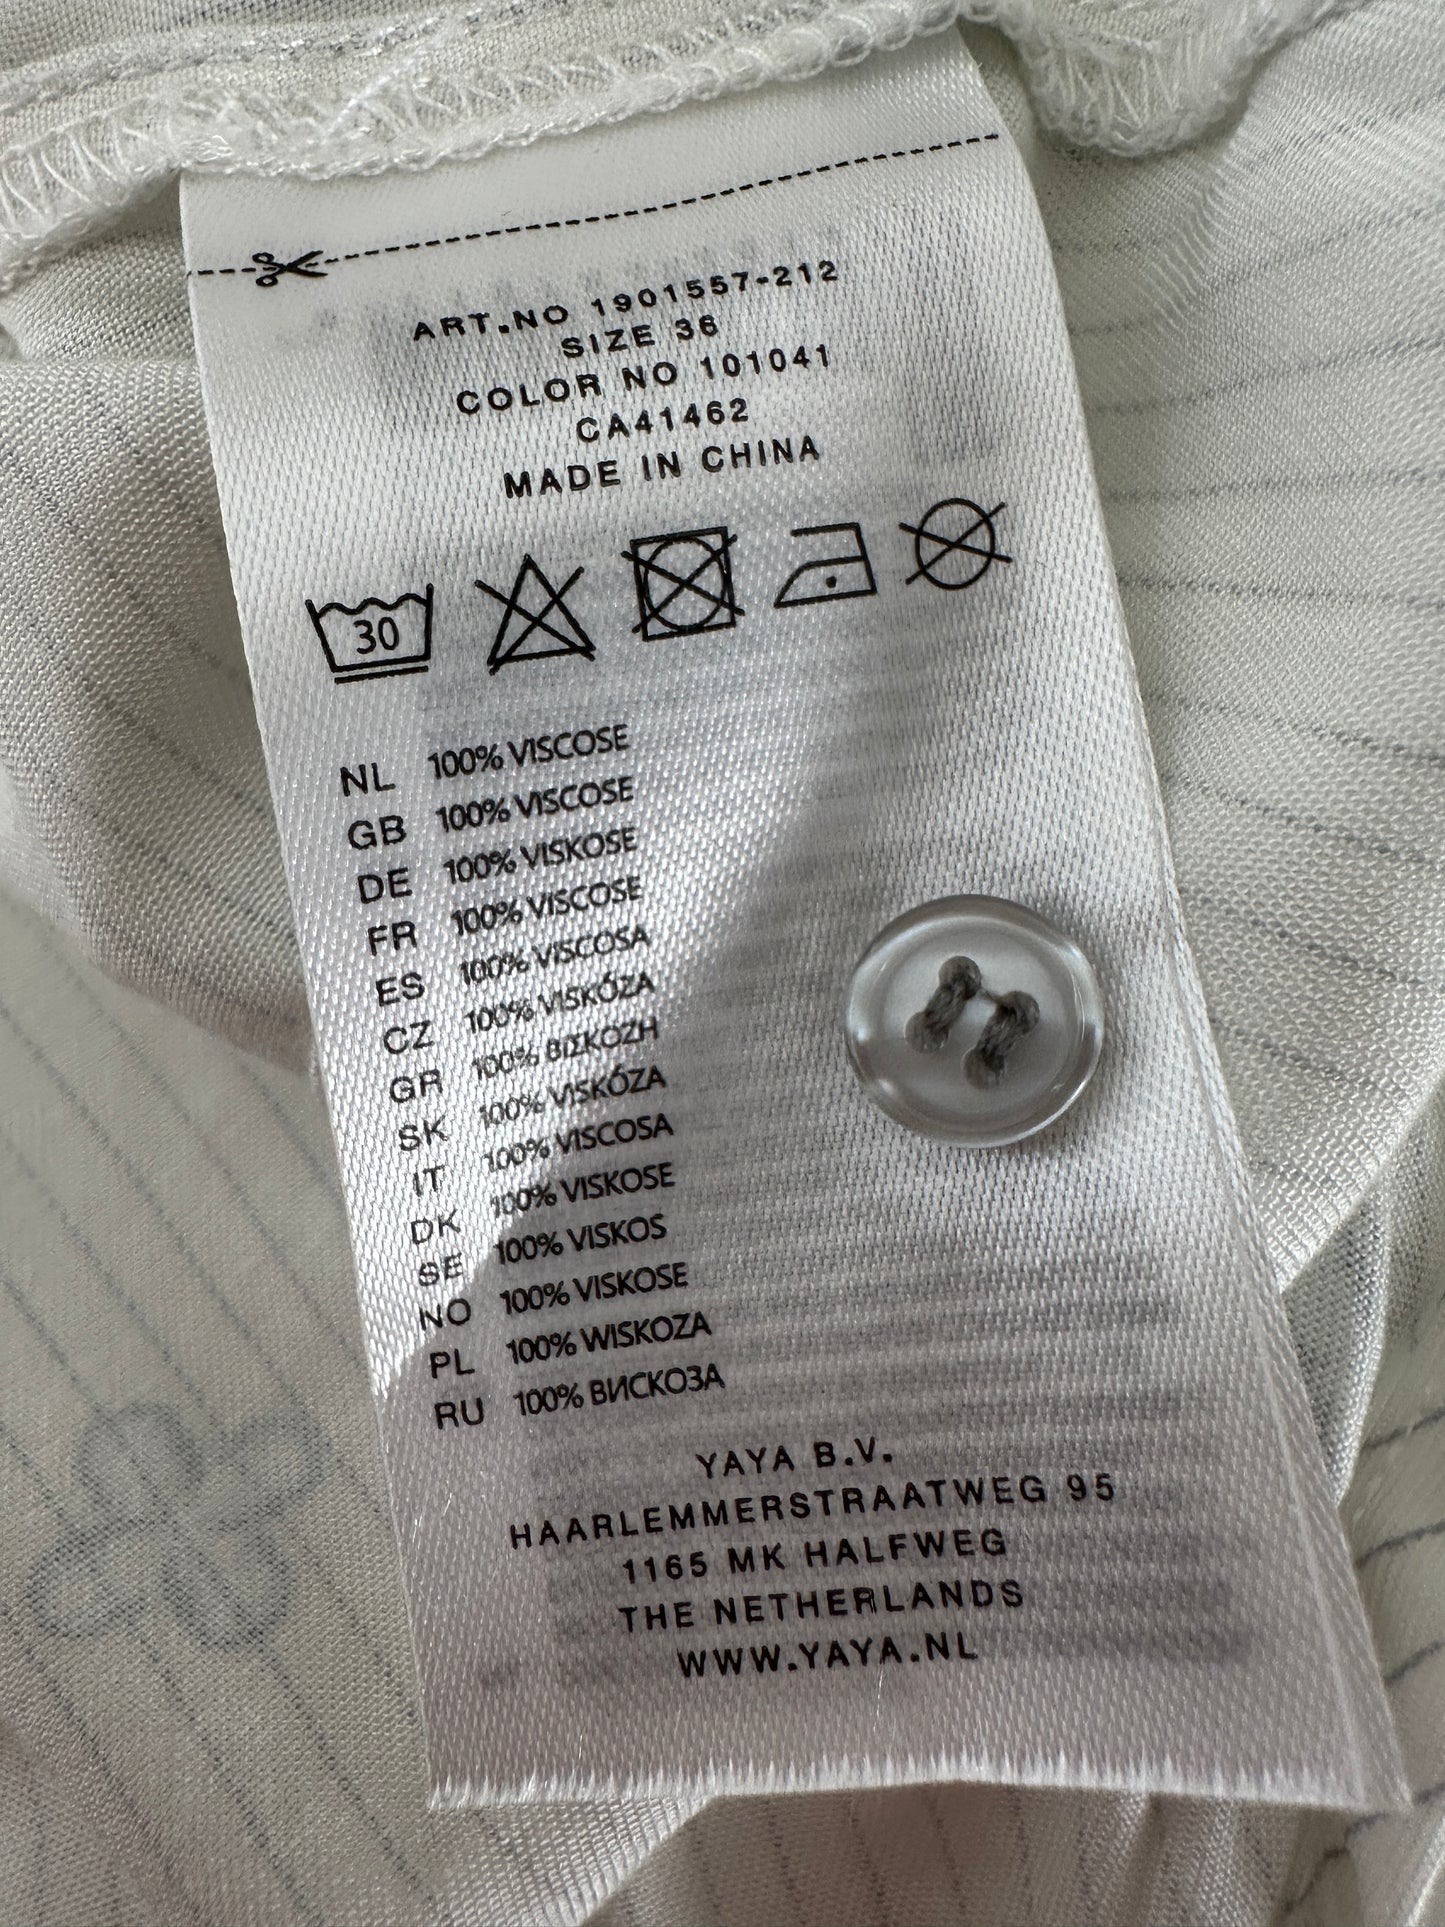 ART.NO 1901557-212
SIZE 36
COLOR NO 101041
CA41462
MADE IN CHINA
30
NL 100% VISCOSE
GB 100% VISCOSE
DE 100% VISKOSE
FR 100% VISCOSE
ES 100% VISCOSA
CZ 100% VISKÓZA
GR 100% ΒΙΣΚΟΖΗ
SK 100% VISKÓZA
IT 100% VISCOSA
DK 100% VISKOSE
SE 100% VISKOS
NO 100% VISKOSE
PL 100% WISKOZA
RU 100% ВИСКОЗА
YAYA B.V.
HAARLEMMERSTRAATWEG 95
1165 MK HALFWEG
THE NETHERLANDS
WWW.YAYA.NL